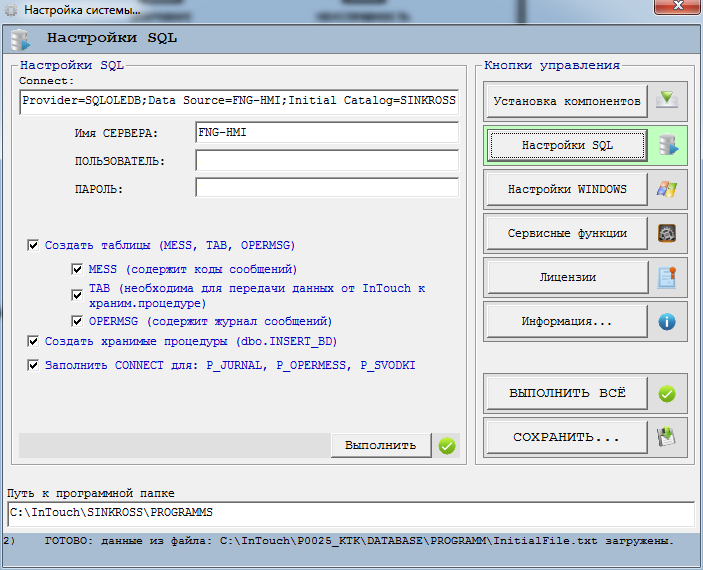 Настройка системы...
Настройки SQL
Настройки SQL
Connect:
Provider=SQLOLEDB;Data Source=FNG-HMI;Initial Catalog=SINKROSS
Имя СЕРВЕРА:
FNG-HMI
ПОЛЬЗОВАТЕЛЬ:
ПАРОЛЬ:
Создать таблицы (MESS, TAB, OPERMSG)
MESS (содержит коды сообщений)
TAB (необходима для передачи данных от InTouch к
храним.процедуре)
OPERMSG (содержит журнал сообщений)
Создать хранимые процедуры (dbo.INSERT_BD)
Заполнить CONNECT для: P_JURNAL, P_OPERMESS, P_SVODKI
Выполнить
Кнопки управления
Установка компонентов
Настройки SQL
Настройки WINDOWS
Сервисные функции
Лицензии
Информация...
ВЫПОЛНИТЬ ВСЁ
СОХРАНИТЬ...
Путь к программной папке
C:\InTouch\SINKROSS\PROGRAMMS
2) ГОТОВО: данные из файла: C:\InTouch\P0025_KTK\DATABASE\PROGRAMM\InitialFile.txt загружены.